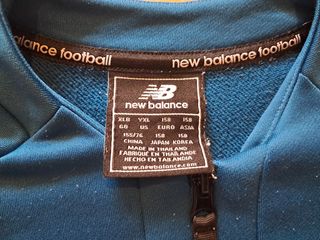 new balance football
new balance football
NB
new balance
XLB YXL 158 158
GB US EURO ASIA
155/76 158 158
CHINA JAPAN KOREA
MADE IN THAILAND
FABRIQUÉ EN THAILANDE
HECHO EN TAILANDIA
www.newbalance.com